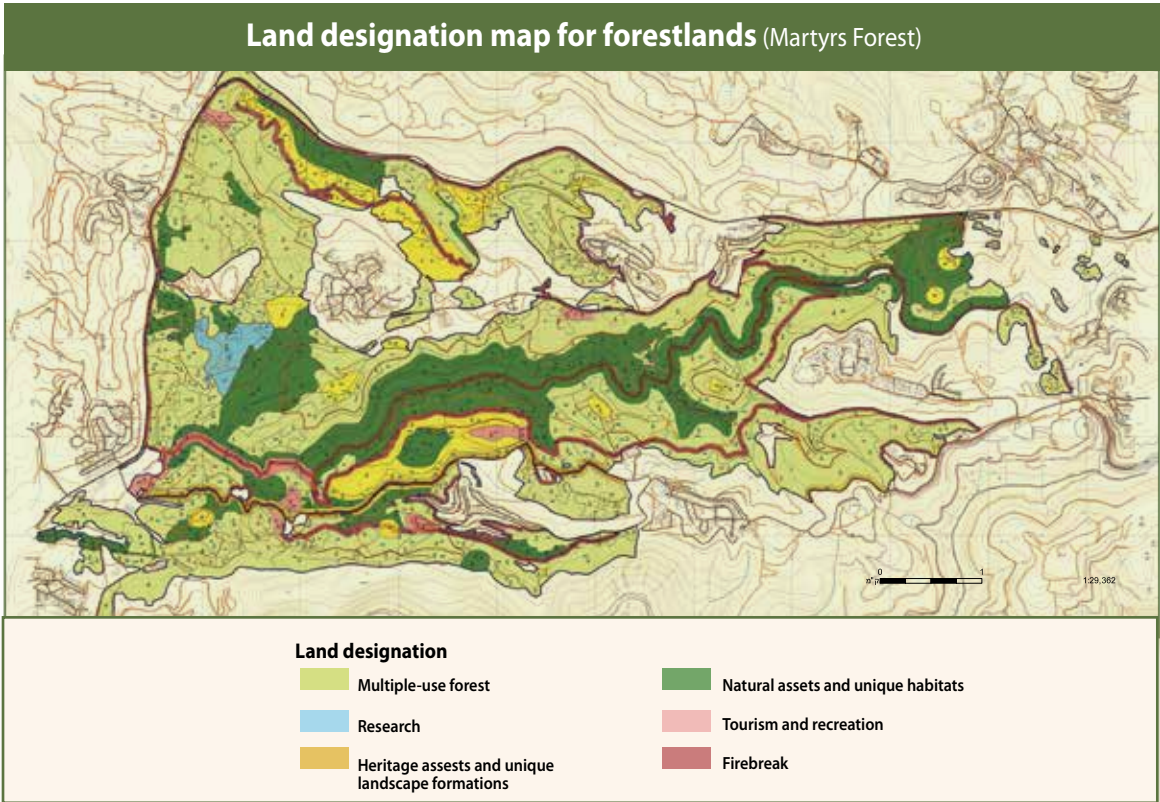 Land designation map for forestlands (Martyrs Forest)
0 1
ק"מ
1:29,362
Land designation
Multiple-use forest
Research
Heritage assests and unique
landscape formations
Natural assets and unique habitats
Tourism and recreation
Firebreak